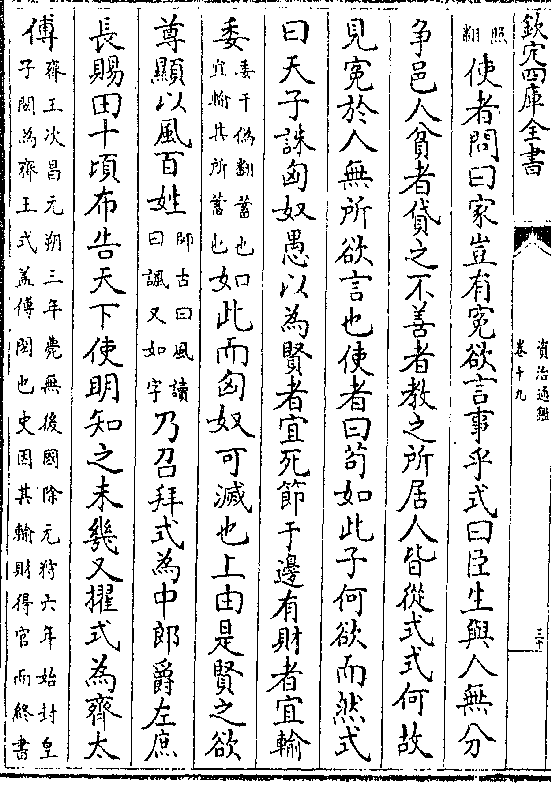 欽定四庫全書
資治通鑑
卷十九
三十
照翻使者問曰家豈有寃欲言事乎式曰臣生與人無分
争邑人貧者貸之不善者教之所居人皆從式式何故
見寃於人無所欲言也使者曰苟如此子何欲而然式
曰天子誅匈奴愚以為賢者宜死節于邊有財者宜輸
委委于偽翻蓄也宜輸其所蓄也如此而匈奴可滅也上由是賢之欲
尊顯以風百姓師古曰風讀曰諷又如字乃召拜式為中郎爵左庶
長賜田十頃布告天下使明知之未幾又擢式為齊太
傅齊王次昌元朔三年薨無後國除元狩六年始封皇子閎為齊王式盖傅閎也史因其輸財得官而終書